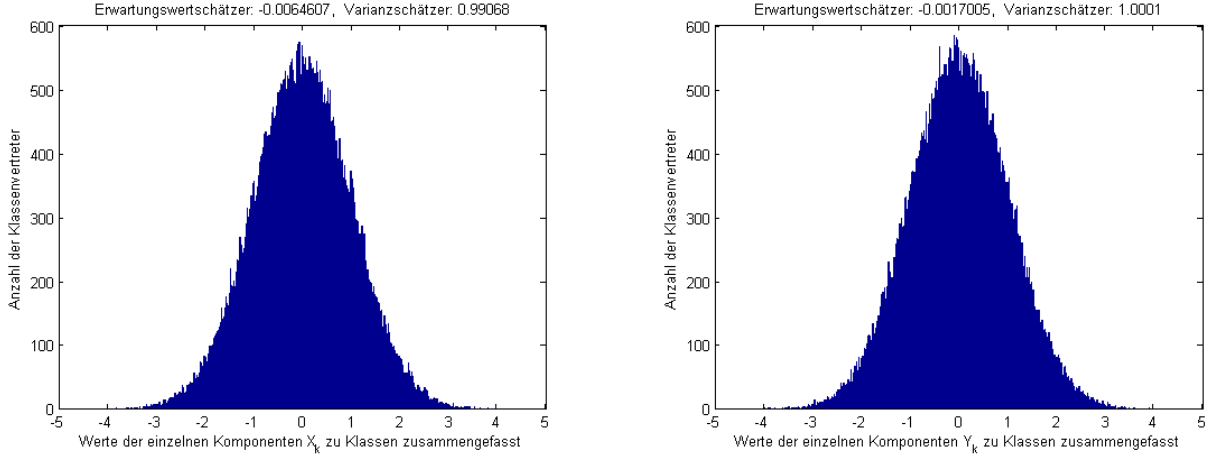 Erwartungswertschätzer: -0.0064607, Varianzschätzer: 0.99068
600
500
400
300
200
100
0
Anzahl der Klassenvertreter
-5 -4 -3 -2 -1 0 1 2 3 4 5
Werte der einzelnen Komponenten X_k zu Klassen zusammengefasst
Erwartungswertschätzer: -0.0017005, Varianzschätzer: 1.0001
600
500
400
300
200
100
0
Anzahl der Klassenvertreter
-5 -4 -3 -2 -1 0 1 2 3 4 5
Werte der einzelnen Komponenten Y_k zu Klassen zusammengefasst